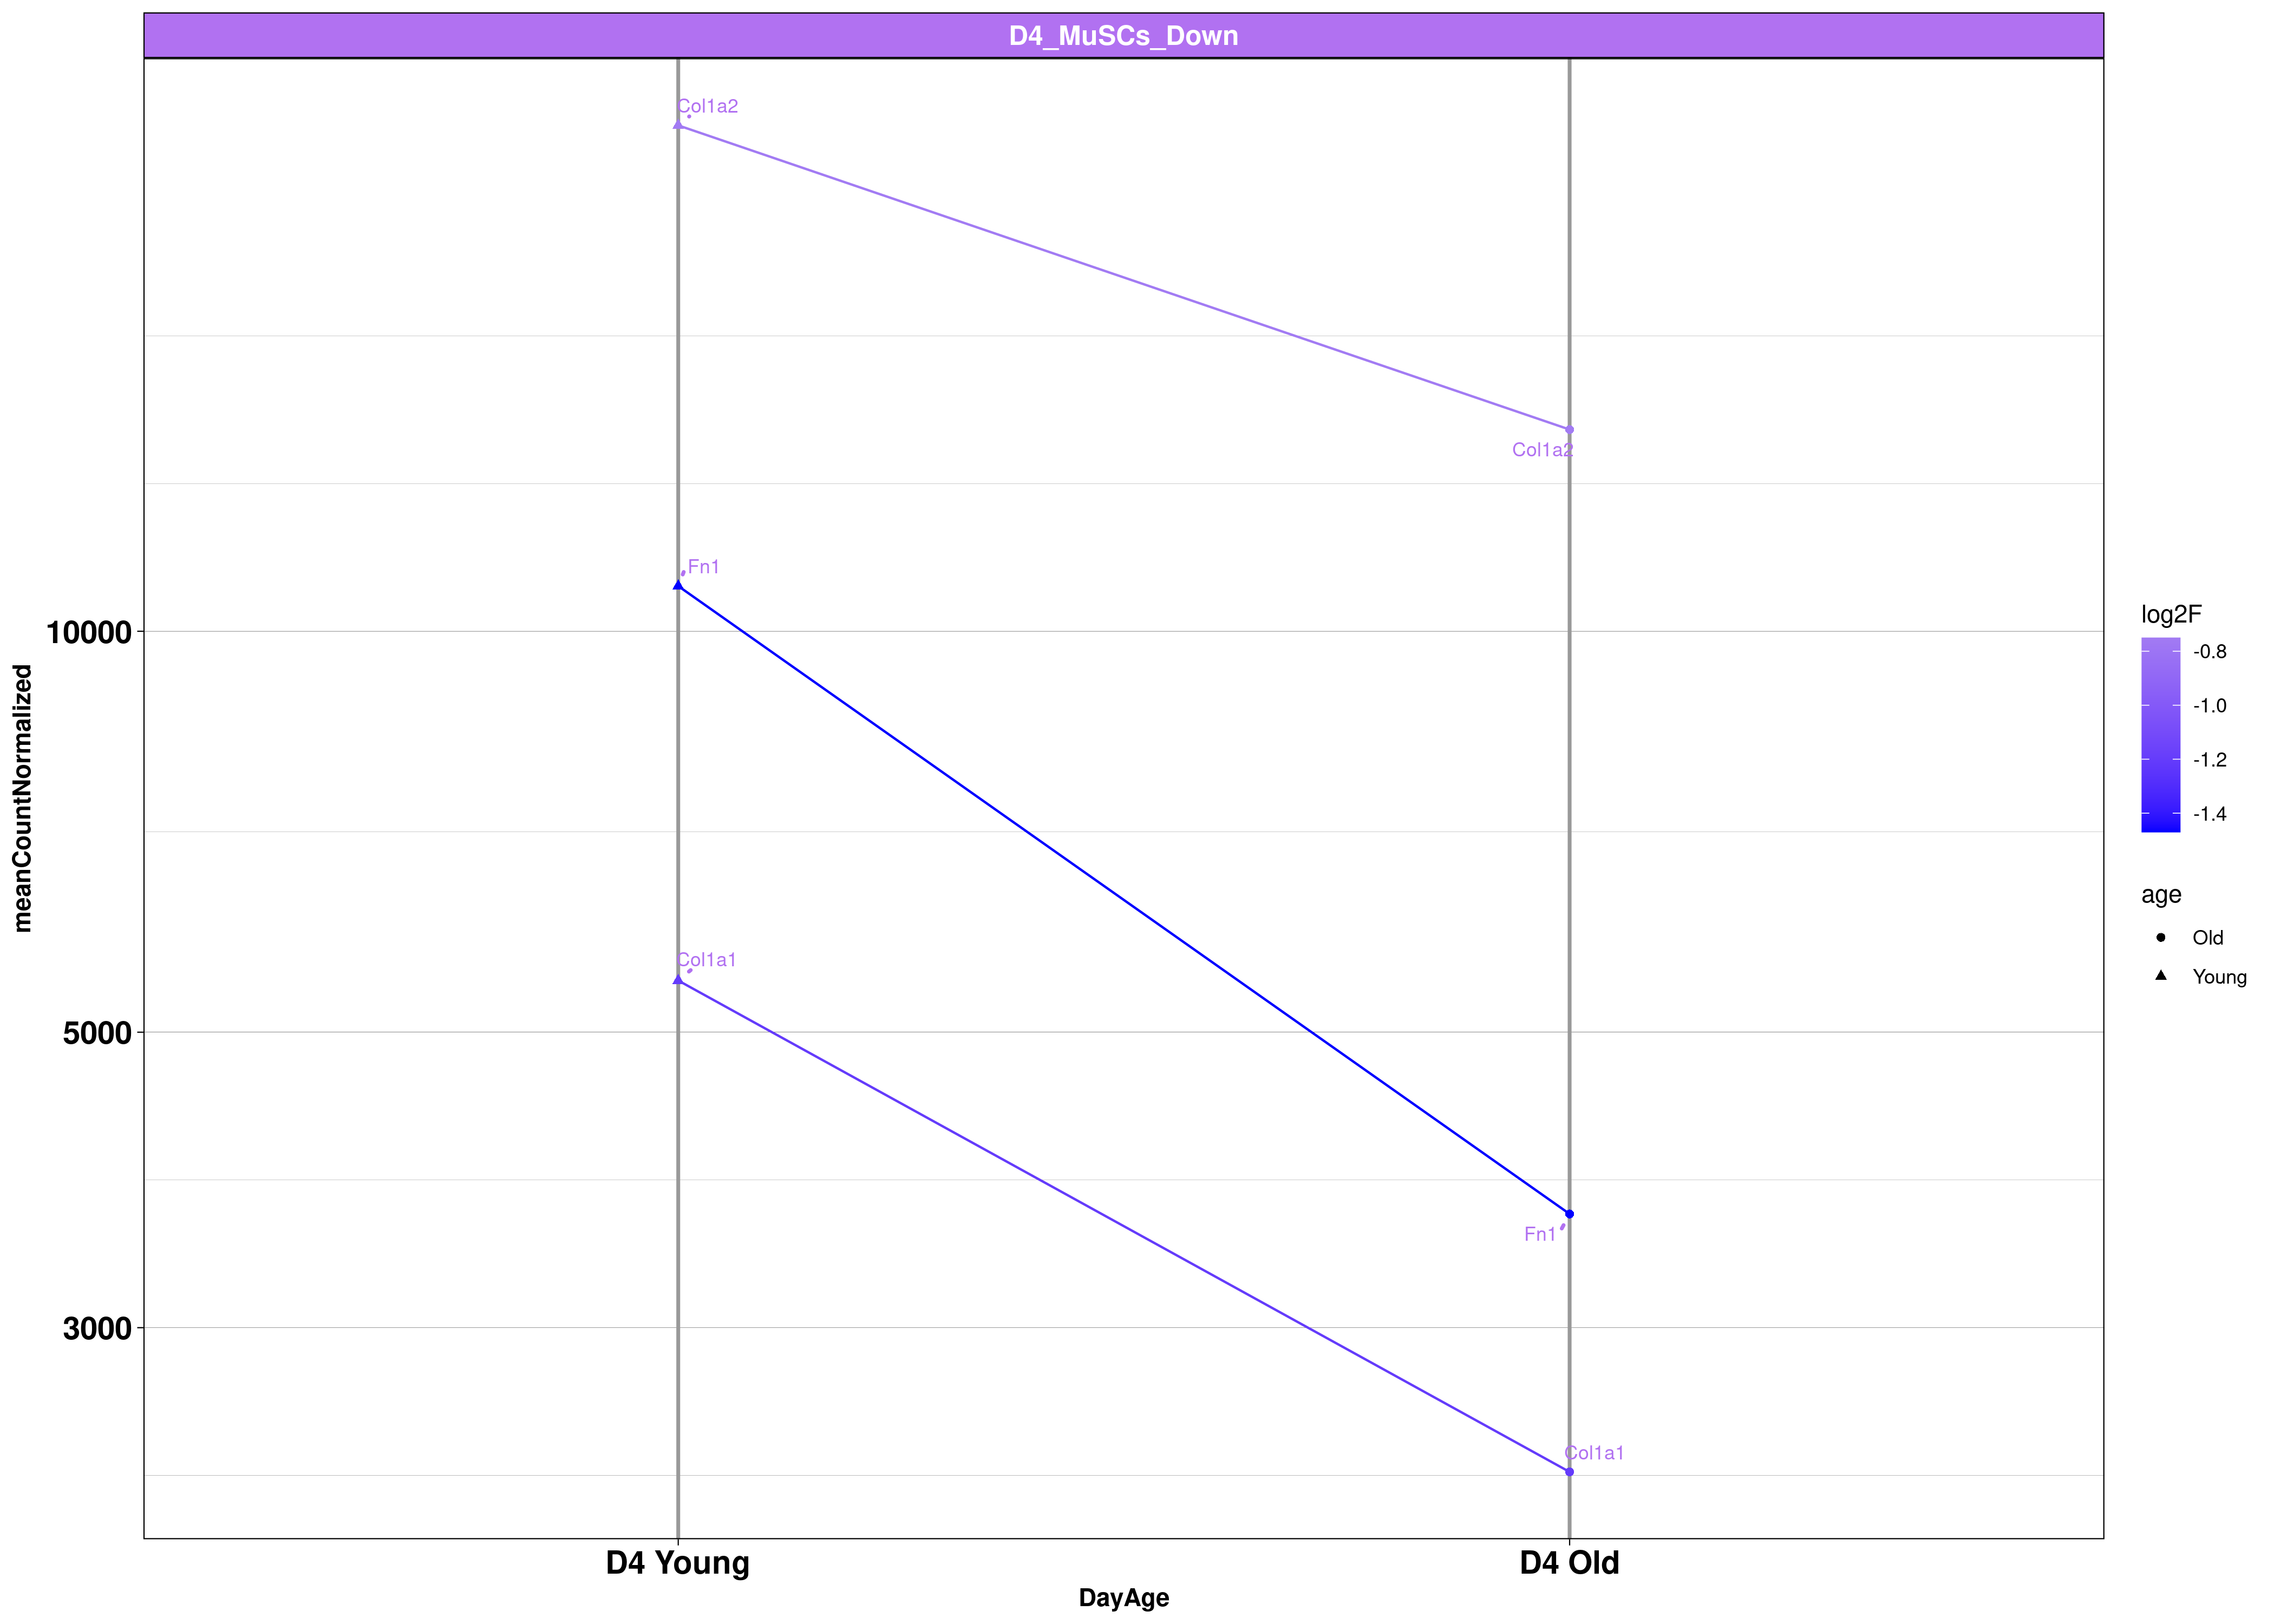 D4_MuSCs_Down
Col1a2
Col1a2
Fn1
10000
log2F
-0.8
-1.0
-1.2
-1.4
meanCountNormalized
age
Old
Young
Col1a1
5000
Fn1
3000
Col1a1
D4 Young
D4 Old
DayAge